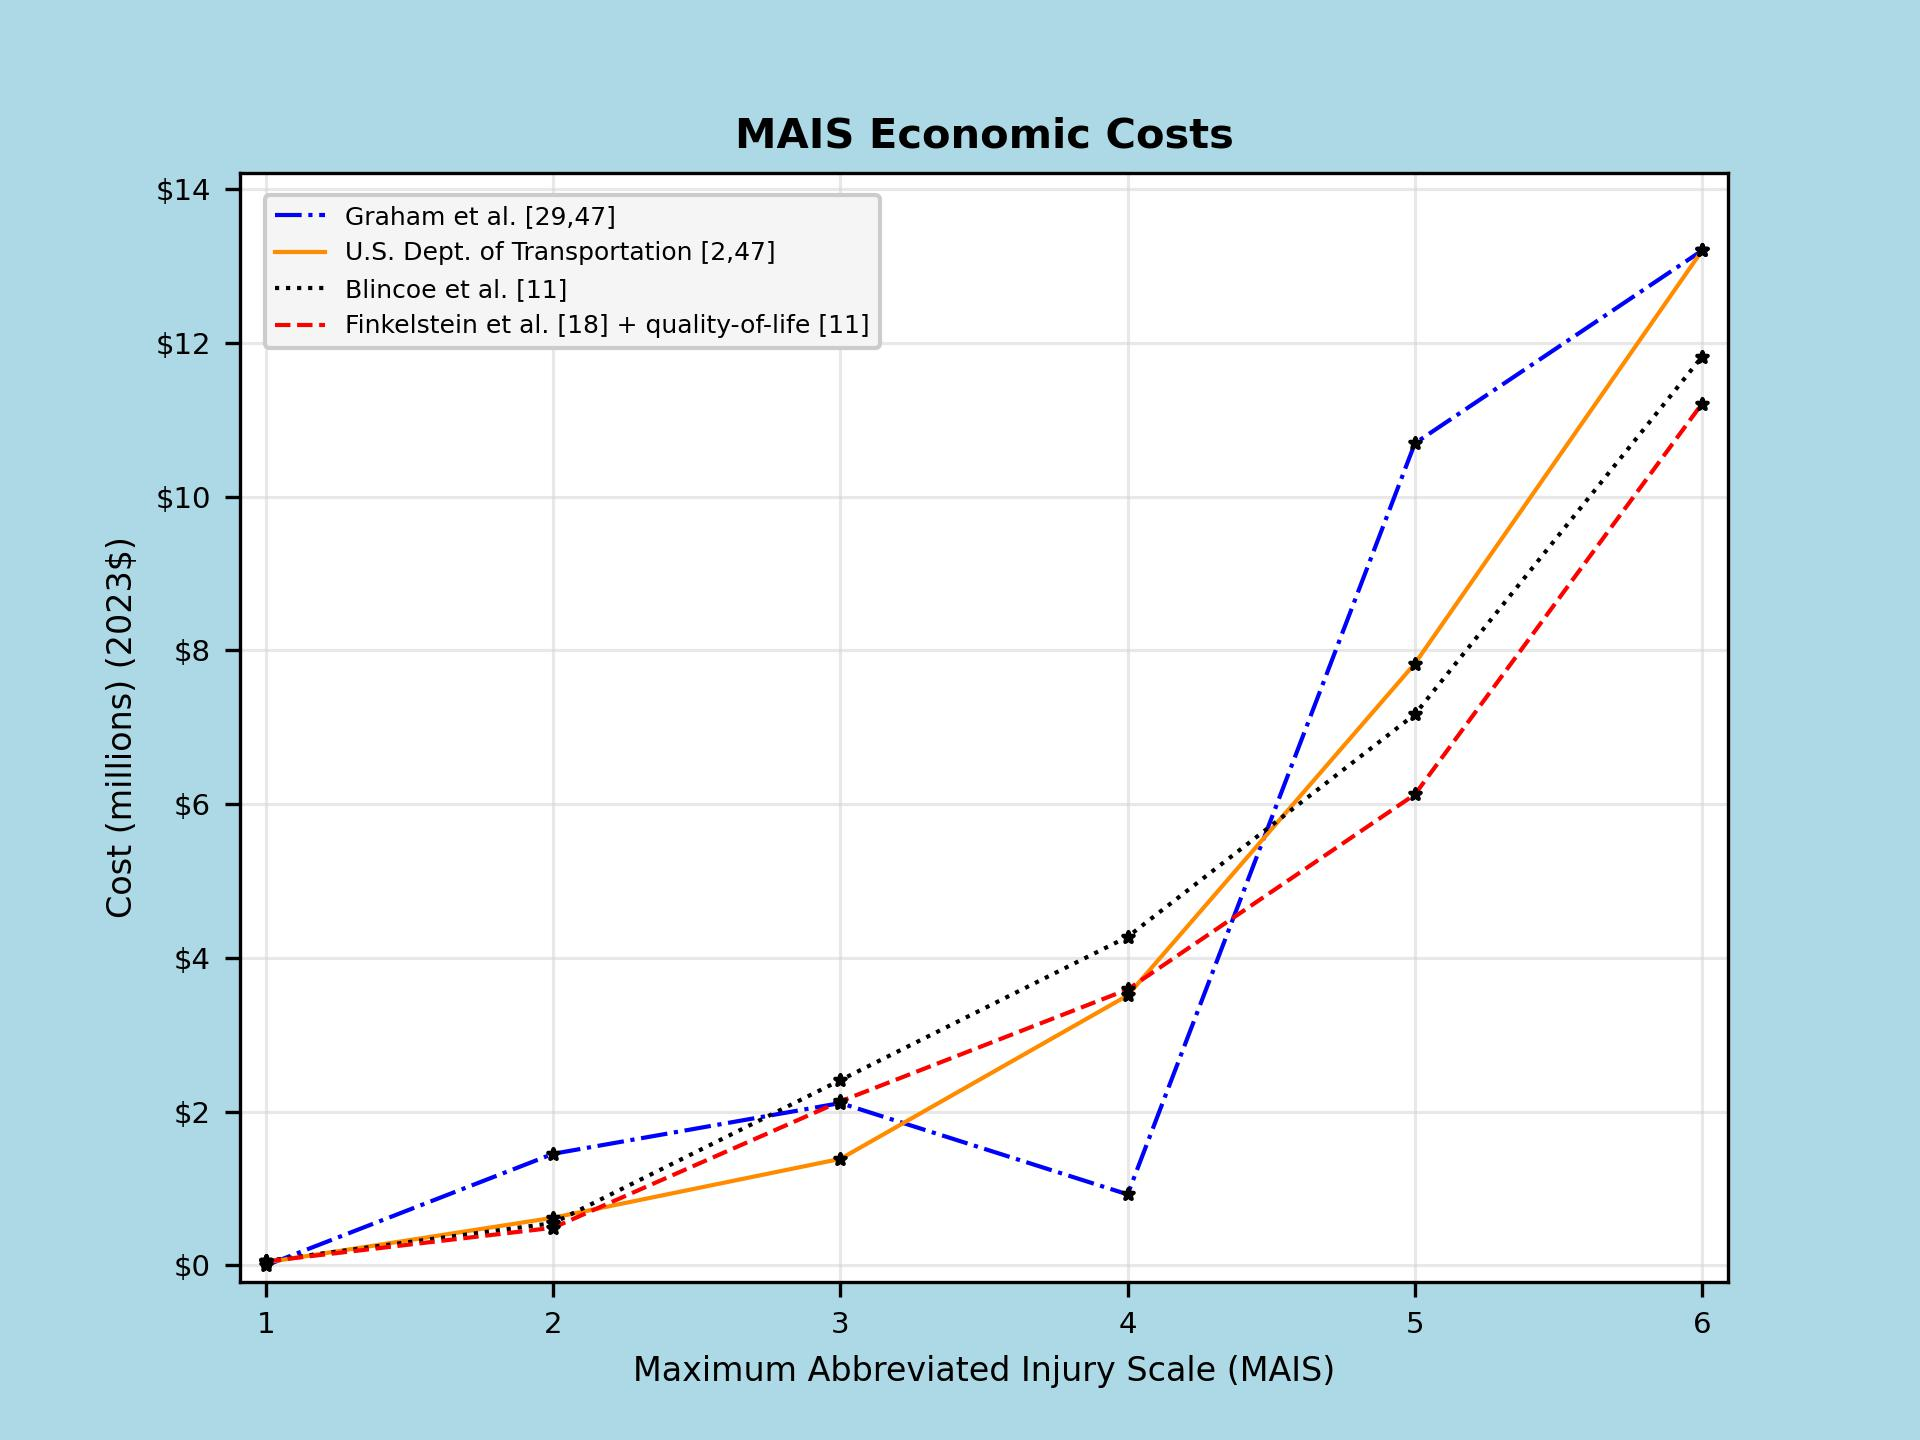 MAIS Economic Costs
$14
$12
$10
$8
$6
$4
$2
$0
Graham et al. [29,47]
U.S. Dept. of Transportation [2,47]
Blincoe et al. [11]
Finkelstein et al. [18] + quality-of-life [11]
Cost (millions) (2023$)
1 2 3 4 5 6
Maximum Abbreviated Injury Scale (MAIS)